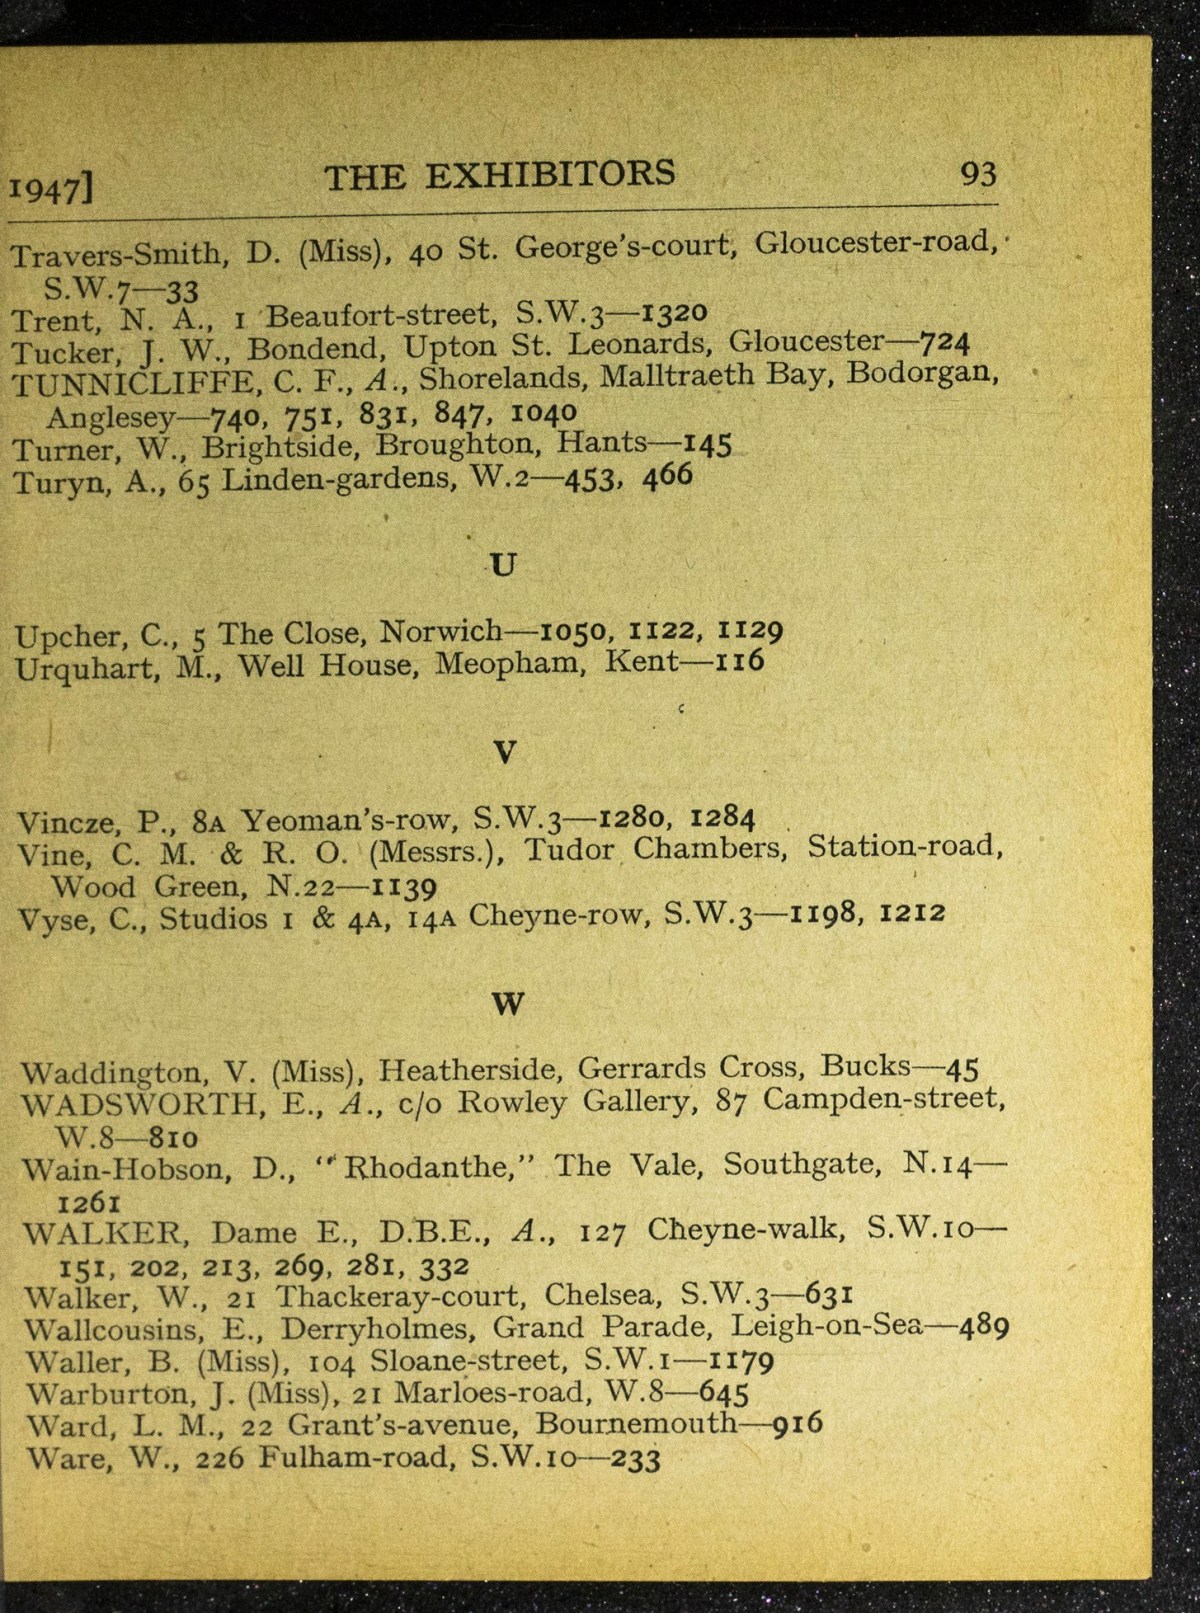 1947] THE EXHIBITORS 93
Travers-Smith, D. (Miss), 40 St. George's-court, Gloucester-road,
S.W.7—33
Trent, N. A., 1 Beaufort-street, S.W.3—1320
Tucker, J. W., Bondend, Upton St. Leonards, Gloucester—724
TUNNICLIFFE, C. F., A., Shorelands, Malltraeth Bay, Bodorgan,
Anglesey—740, 751, 831, 847, 1040
Turner, W., Brightside, Broughton, Hants—145
Turyn, A., 65 Linden-gardens, W.2—453, 466
U
Upcher, C., 5 The Close, Norwich—1050, 1122, 1129
Urquhart, M., Well House, Meopham, Kent—116
V
Vincze, P., 8A Yeoman's-row, S.W.3—1280, 1284
Vine, C. M. & R. O. (Messrs.), Tudor Chambers, Station-road,
Wood Green, N.22—1139
Vyse, C., Studios 1 & 4A, 14A Cheyne-row, S.W.3—1198, 1212
W
Waddington, V. (Miss), Heatherside, Gerrards Cross, Bucks—45
WADSWORTH, E., A., c/o Rowley Gallery, 87 Campden-street,
W.8—810
Wain-Hobson, D., "Rhodanthe," The Vale, Southgate, N.14—
1261
WALKER, Dame E., D.B.E., A., 127 Cheyne-walk, S.W.10—
151, 202, 213, 269, 281, 332
Walker, W., 21 Thackeray-court, Chelsea, S.W.3—631
Wallcousins, E., Derryholmes, Grand Parade, Leigh-on-Sea—489
Waller, B. (Miss), 104 Sloane-street, S.W.1—1179
Warburton, J. (Miss), 21 Marloes-road, W.8—645
Ward, L. M., 22 Grant's-avenue, Bournemouth—916
Ware, W., 226 Fulham-road, S.W.10—233